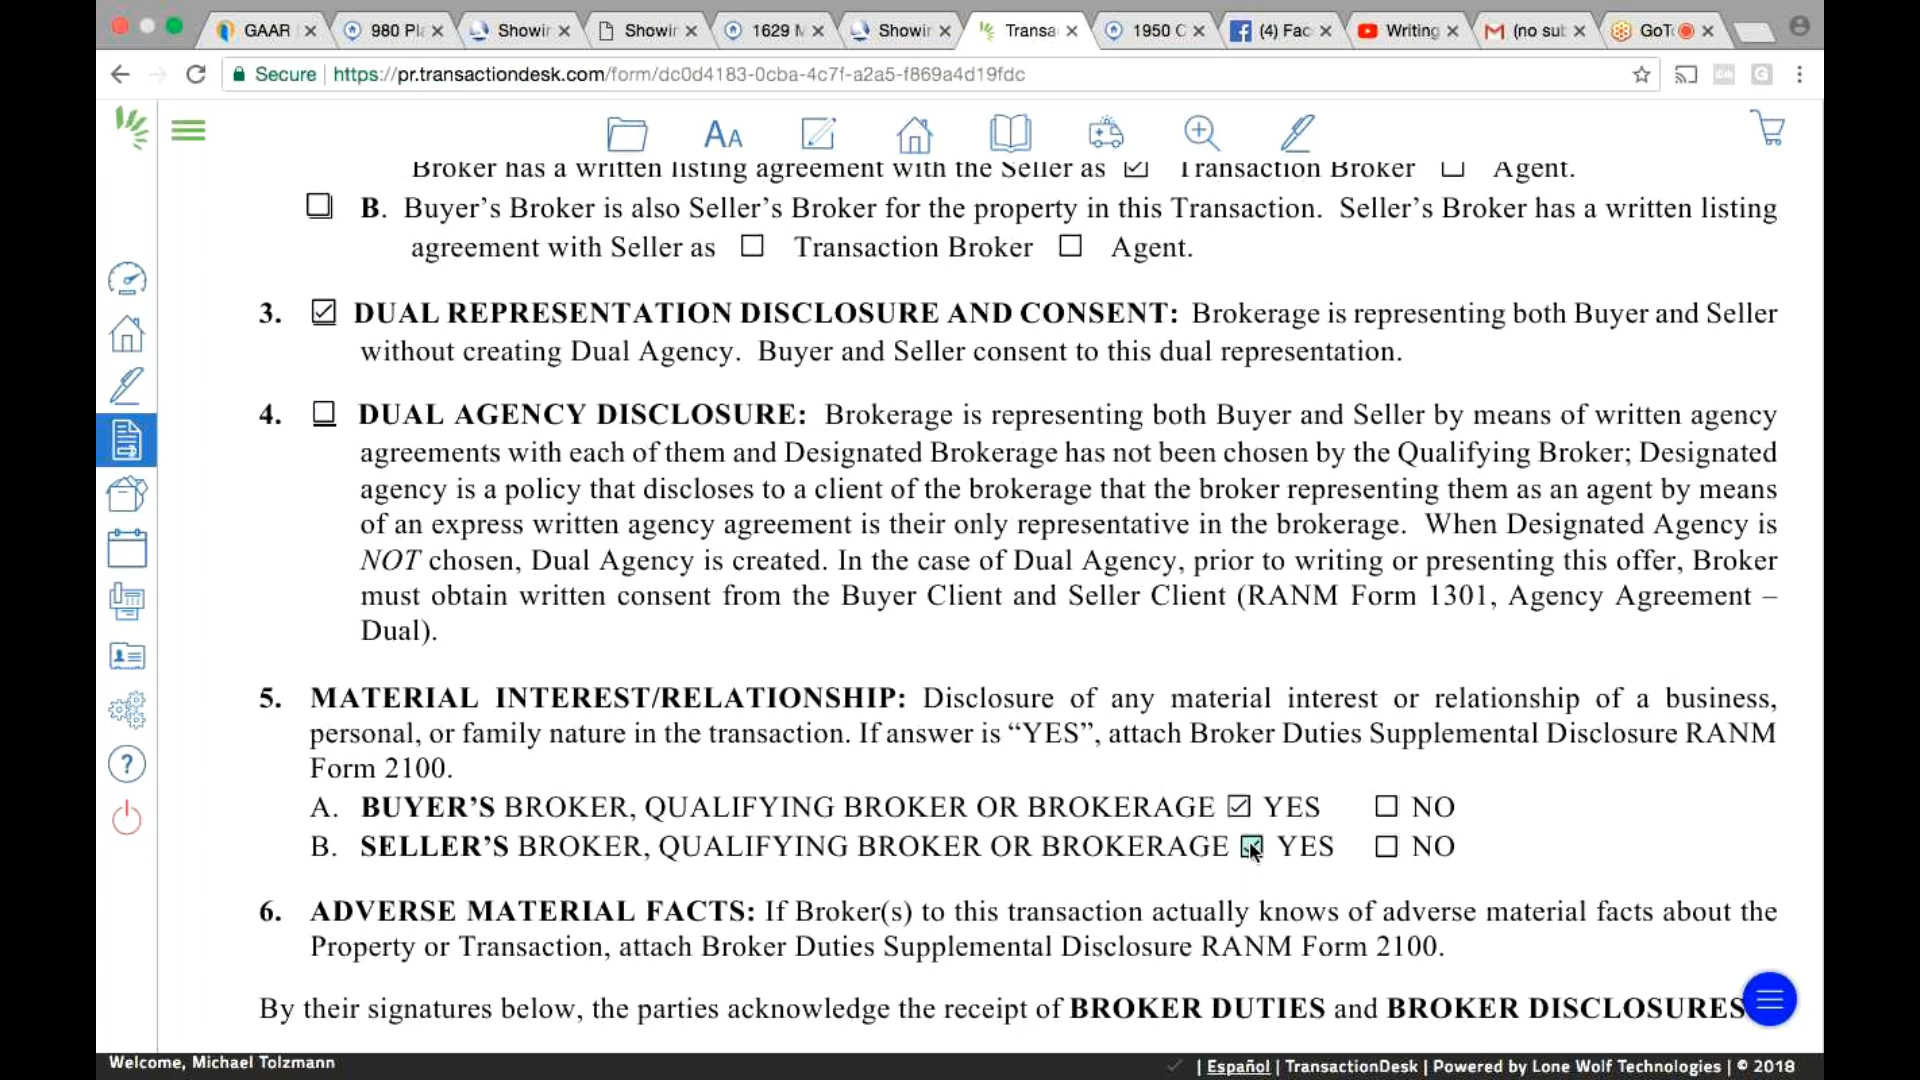 GAAR
980 Pla
Showin
Showin
1629 M
Showin
Transa
1950 C
(4) Fac
Writing
(no sub
GoTo
Secure | https://pr.transactiondesk.com/form/dc0d4183-0cba-4c7f-a2a5-f869a4d19fdc
AA
Broker has a written listing agreement with the Seller as ☑ Transaction Broker ☐ Agent.
☐ B. Buyer’s Broker is also Seller’s Broker for the property in this Transaction. Seller’s Broker has a written listing
agreement with Seller as ☐ Transaction Broker ☐ Agent.
3. ☑ DUAL REPRESENTATION DISCLOSURE AND CONSENT: Brokerage is representing both Buyer and Seller
without creating Dual Agency. Buyer and Seller consent to this dual representation.
4. ☐ DUAL AGENCY DISCLOSURE: Brokerage is representing both Buyer and Seller by means of written agency
agreements with each of them and Designated Brokerage has not been chosen by the Qualifying Broker; Designated
agency is a policy that discloses to a client of the brokerage that the broker representing them as an agent by means
of an express written agency agreement is their only representative in the brokerage. When Designated Agency is
NOT chosen, Dual Agency is created. In the case of Dual Agency, prior to writing or presenting this offer, Broker
must obtain written consent from the Buyer Client and Seller Client (RANM Form 1301, Agency Agreement –
Dual).
5. MATERIAL INTEREST/RELATIONSHIP: Disclosure of any material interest or relationship of a business,
personal, or family nature in the transaction. If answer is “YES”, attach Broker Duties Supplemental Disclosure RANM
Form 2100.
A. BUYER’S BROKER, QUALIFYING BROKER OR BROKERAGE ☑ YES ☐ NO
B. SELLER’S BROKER, QUALIFYING BROKER OR BROKERAGE ☑ YES ☐ NO
6. ADVERSE MATERIAL FACTS: If Broker(s) to this transaction actually knows of adverse material facts about the
Property or Transaction, attach Broker Duties Supplemental Disclosure RANM Form 2100.
By their signatures below, the parties acknowledge the receipt of BROKER DUTIES and BROKER DISCLOSURES
Welcome, Michael Tolzmann
| Español | TransactionDesk | Powered by Lone Wolf Technologies | © 2018